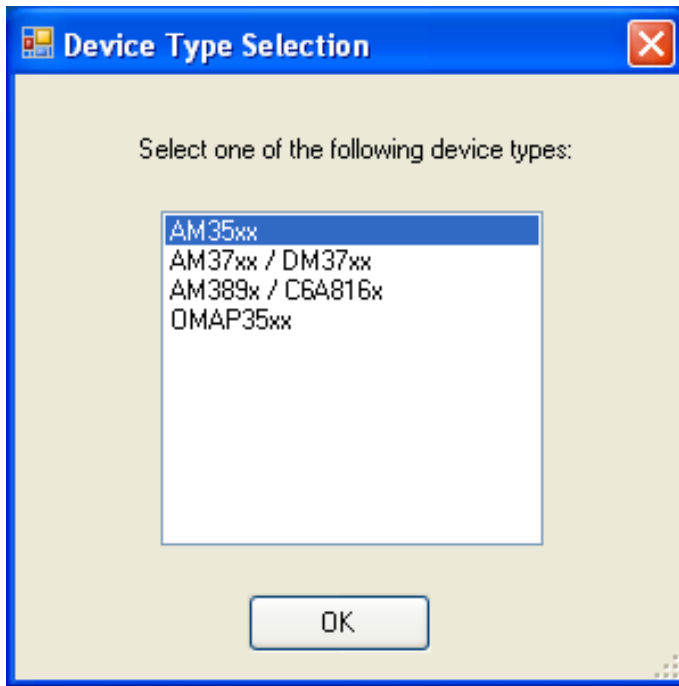 Device Type Selection
Select one of the following device types:
AM35xx
AM37xx / DM37xx
AM389x / C6A816x
OMAP35xx
OK